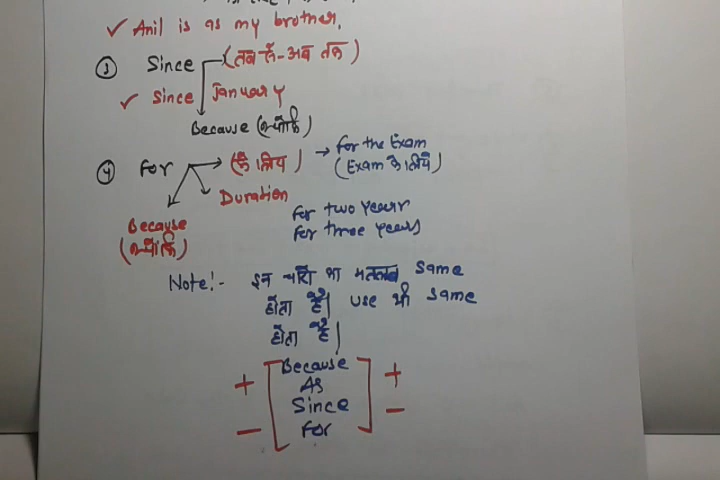 ✓ Anil is as my brother.
③ Since (तब से-अब तक)
✓ Since January
Because (क्योंकि)
④ For → (के लिये) → For the Exam
(Exam के लिये)
Duration
Because
(क्योंकि)
For two years
For three years
Note:- इन चारों का मतलब same
होता है। use भी same
होता है।
Because
+ As +
Since
- For -